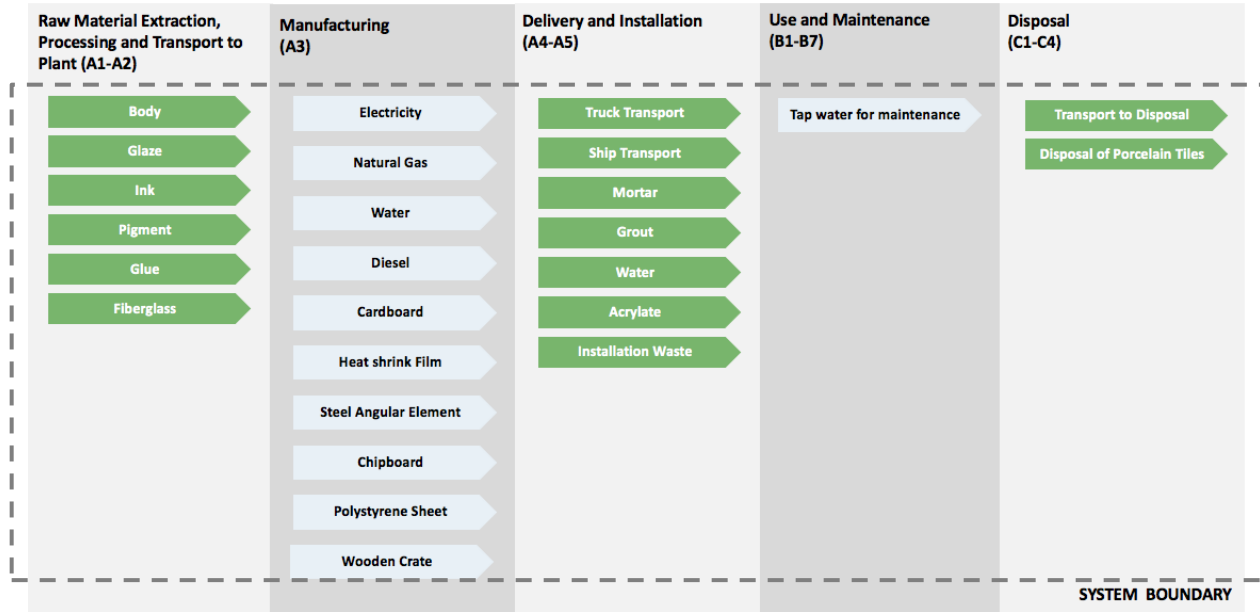 Raw Material Extraction,
Processing and Transport to
Plant (A1-A2)
Body
Glaze
Ink
Pigment
Glue
Fiberglass
Manufacturing
(A3)
Electricity
Natural Gas
Water
Diesel
Cardboard
Heat shrink Film
Steel Angular Element
Chipboard
Polystyrene Sheet
Wooden Crate
Delivery and Installation
(A4-A5)
Truck Transport
Ship Transport
Mortar
Grout
Water
Acrylate
Installation Waste
Use and Maintenance
(B1-B7)
Tap water for maintenance
Disposal
(C1-C4)
Transport to Disposal
Disposal of Porcelain Tiles
SYSTEM BOUNDARY